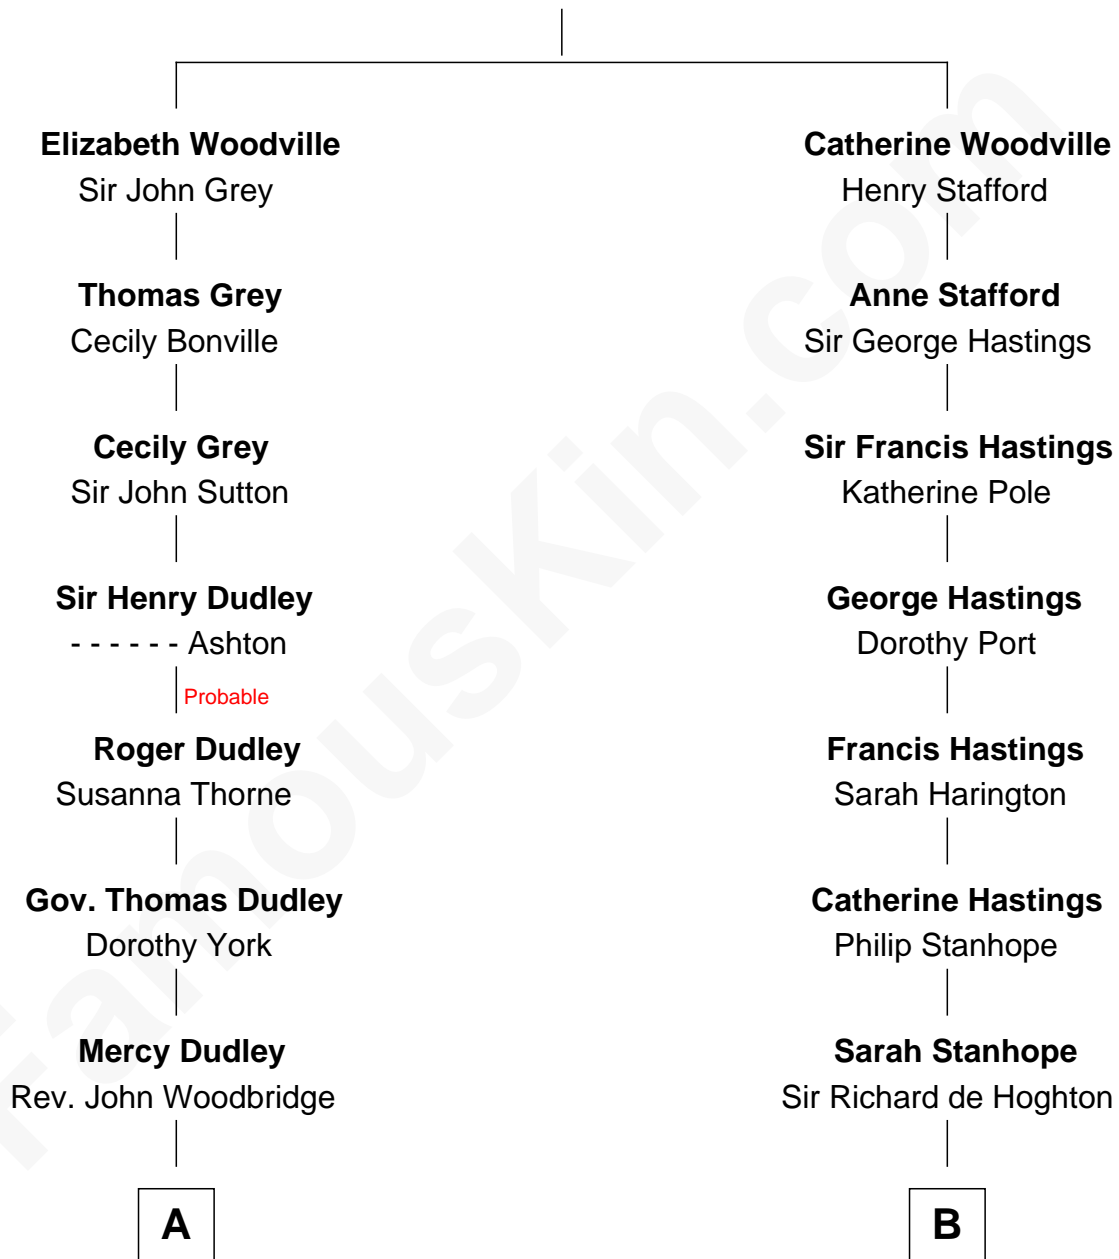 Elizabeth Woodville
Sir John Grey
Thomas Grey
Cecily Bonville
Cecily Grey
Sir John Sutton
Sir Henry Dudley
- - - - - - Ashton
Probable
Roger Dudley
Susanna Thorne
Gov. Thomas Dudley
Dorothy York
Mercy Dudley
Rev. John Woodbridge
A
Catherine Woodville
Henry Stafford
Anne Stafford
Sir George Hastings
Sir Francis Hastings
Katherine Pole
George Hastings
Dorothy Port
Francis Hastings
Sarah Harington
Catherine Hastings
Philip Stanhope
Sarah Stanhope
Sir Richard de Hoghton
B
FamousKin.com